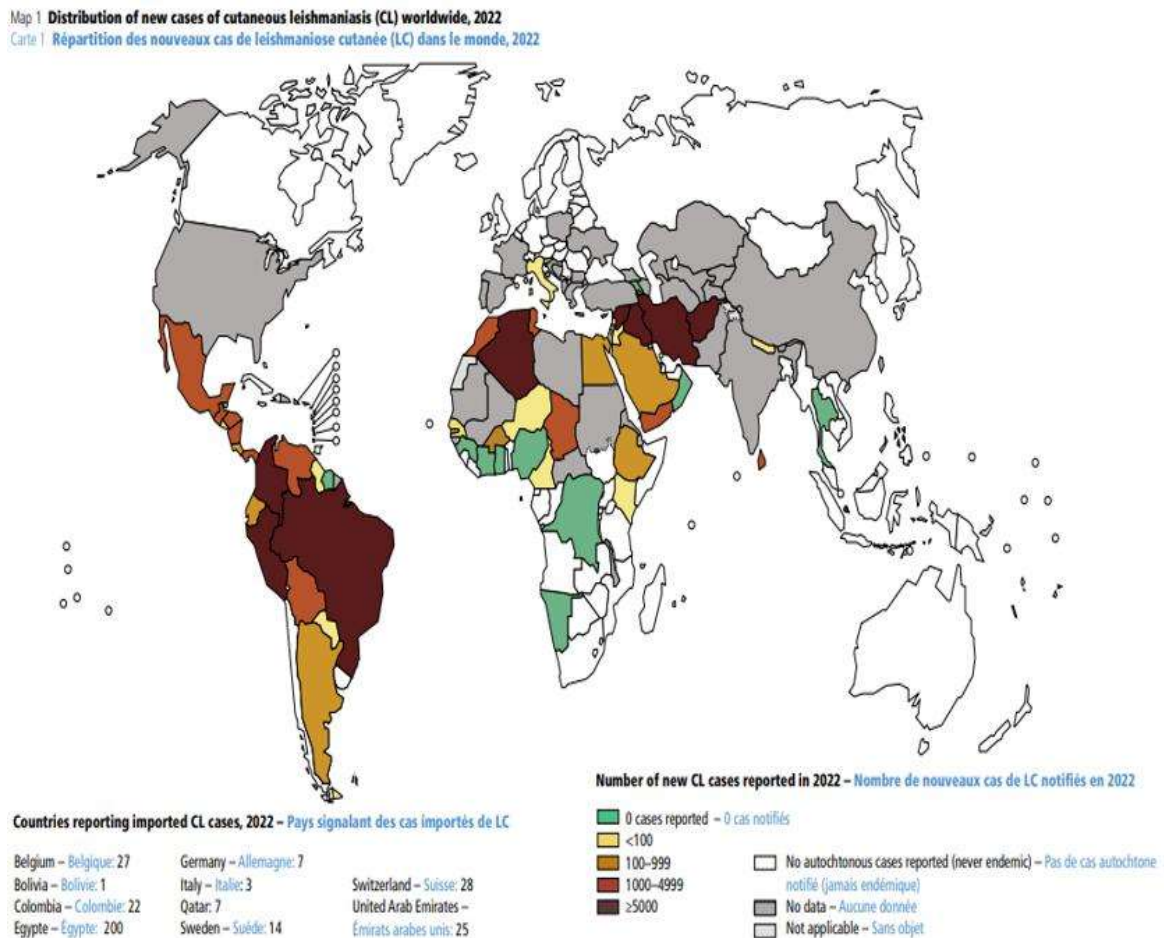 Map 1 Distribution of new cases of cutaneous leishmaniasis (CL) worldwide, 2022
Carte 1 Répartition des nouveaux cas de leishmaniose cutanée (LC) dans le monde, 2022
Countries reporting imported CL cases, 2022 – Pays signalant des cas importés de LC
Belgium – Belgique: 27
Bolivia – Bolivie: 1
Colombia – Colombie: 22
Egypte – Égypte: 200
Germany – Allemagne: 7
Italy – Italie: 3
Qatar: 7
Sweden – Suède: 14
Switzerland – Suisse: 28
United Arab Emirates –
Émirats arabes unis: 25
Number of new CL cases reported in 2022 – Nombre de nouveaux cas de LC notifiés en 2022
0 cases reported – 0 cas notifiés
<100
100–999
1000–4999
≥5000
No autochtonous cases reported (never endemic) – Pas de cas autochtone
notifié (jamais endémique)
No data – Aucune donnée
Not applicable – Sans objet